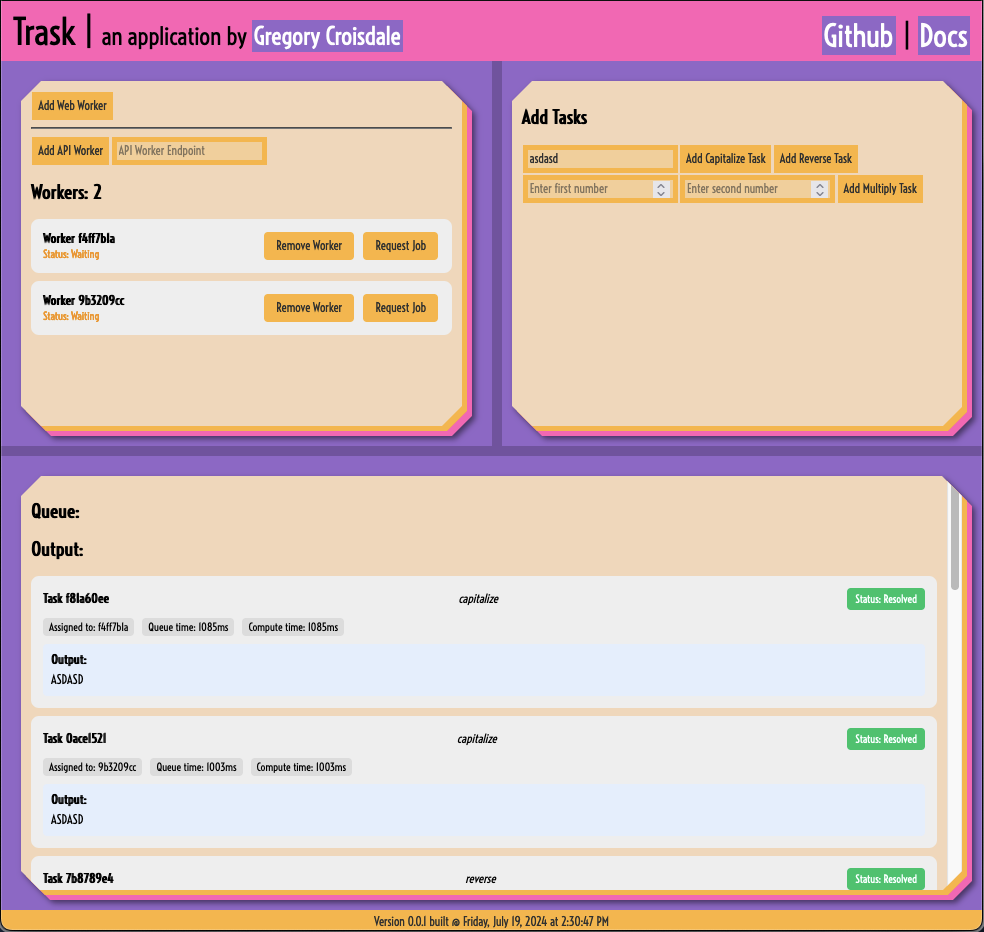 Trask | an application by Gregory Croisdale
Github | Docs
Add Web Worker
Add API Worker API Worker Endpoint
Workers: 2
Worker f4ff7b1a
Status: Waiting
Remove Worker Request Job
Worker 9b3209cc
Status: Waiting
Remove Worker Request Job
Add Tasks
asdasd Add Capitalize Task Add Reverse Task
Enter first number Enter second number Add Multiply Task
Queue:
Output:
Task f81a60ee capitalize Status: Resolved
Assigned to: f4ff7b1a Queue time: 1085ms Compute time: 1085ms
Output:
ASDASD
Task 0ace1521 capitalize Status: Resolved
Assigned to: 9b3209cc Queue time: 1003ms Compute time: 1003ms
Output:
ASDASD
Task 7b8789e4 reverse Status: Resolved
Version 0.0.1 built @ Friday, July 19, 2024 at 2:30:47 PM